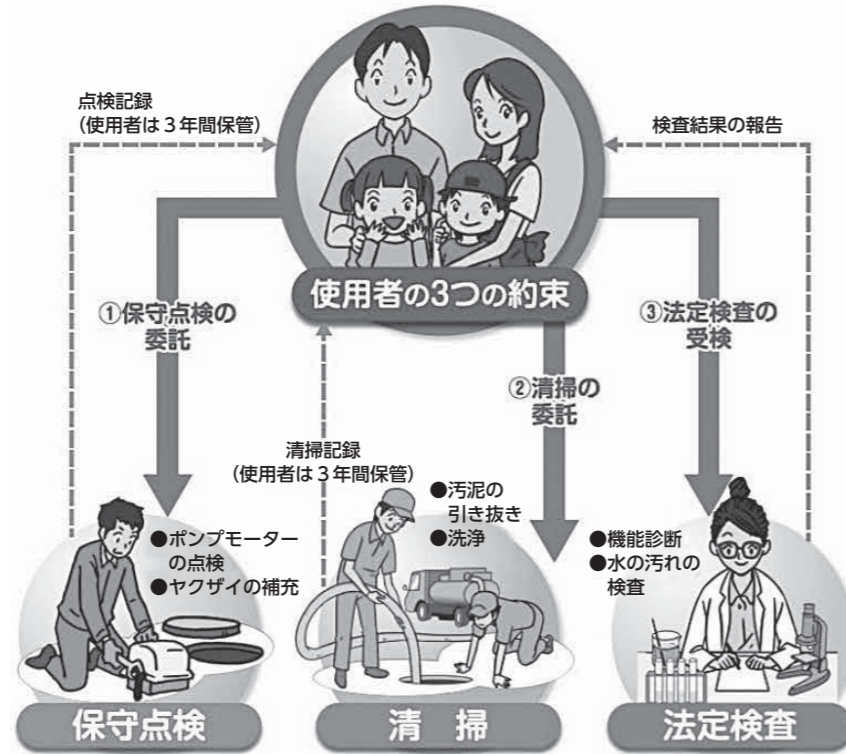 点検記録
（使用者は３年間保管）
検査結果の報告
使用者の3つの約束
①保守点検の
委託
③法定検査の
受検
②清掃の
委託
清掃記録
（使用者は３年間保管）
●ポンプモーター
の点検
●ヤクザイの補充
●汚泥の
引き抜き
●洗浄
●機能診断
●水の汚れの
検査
保守点検
清　掃
法定検査